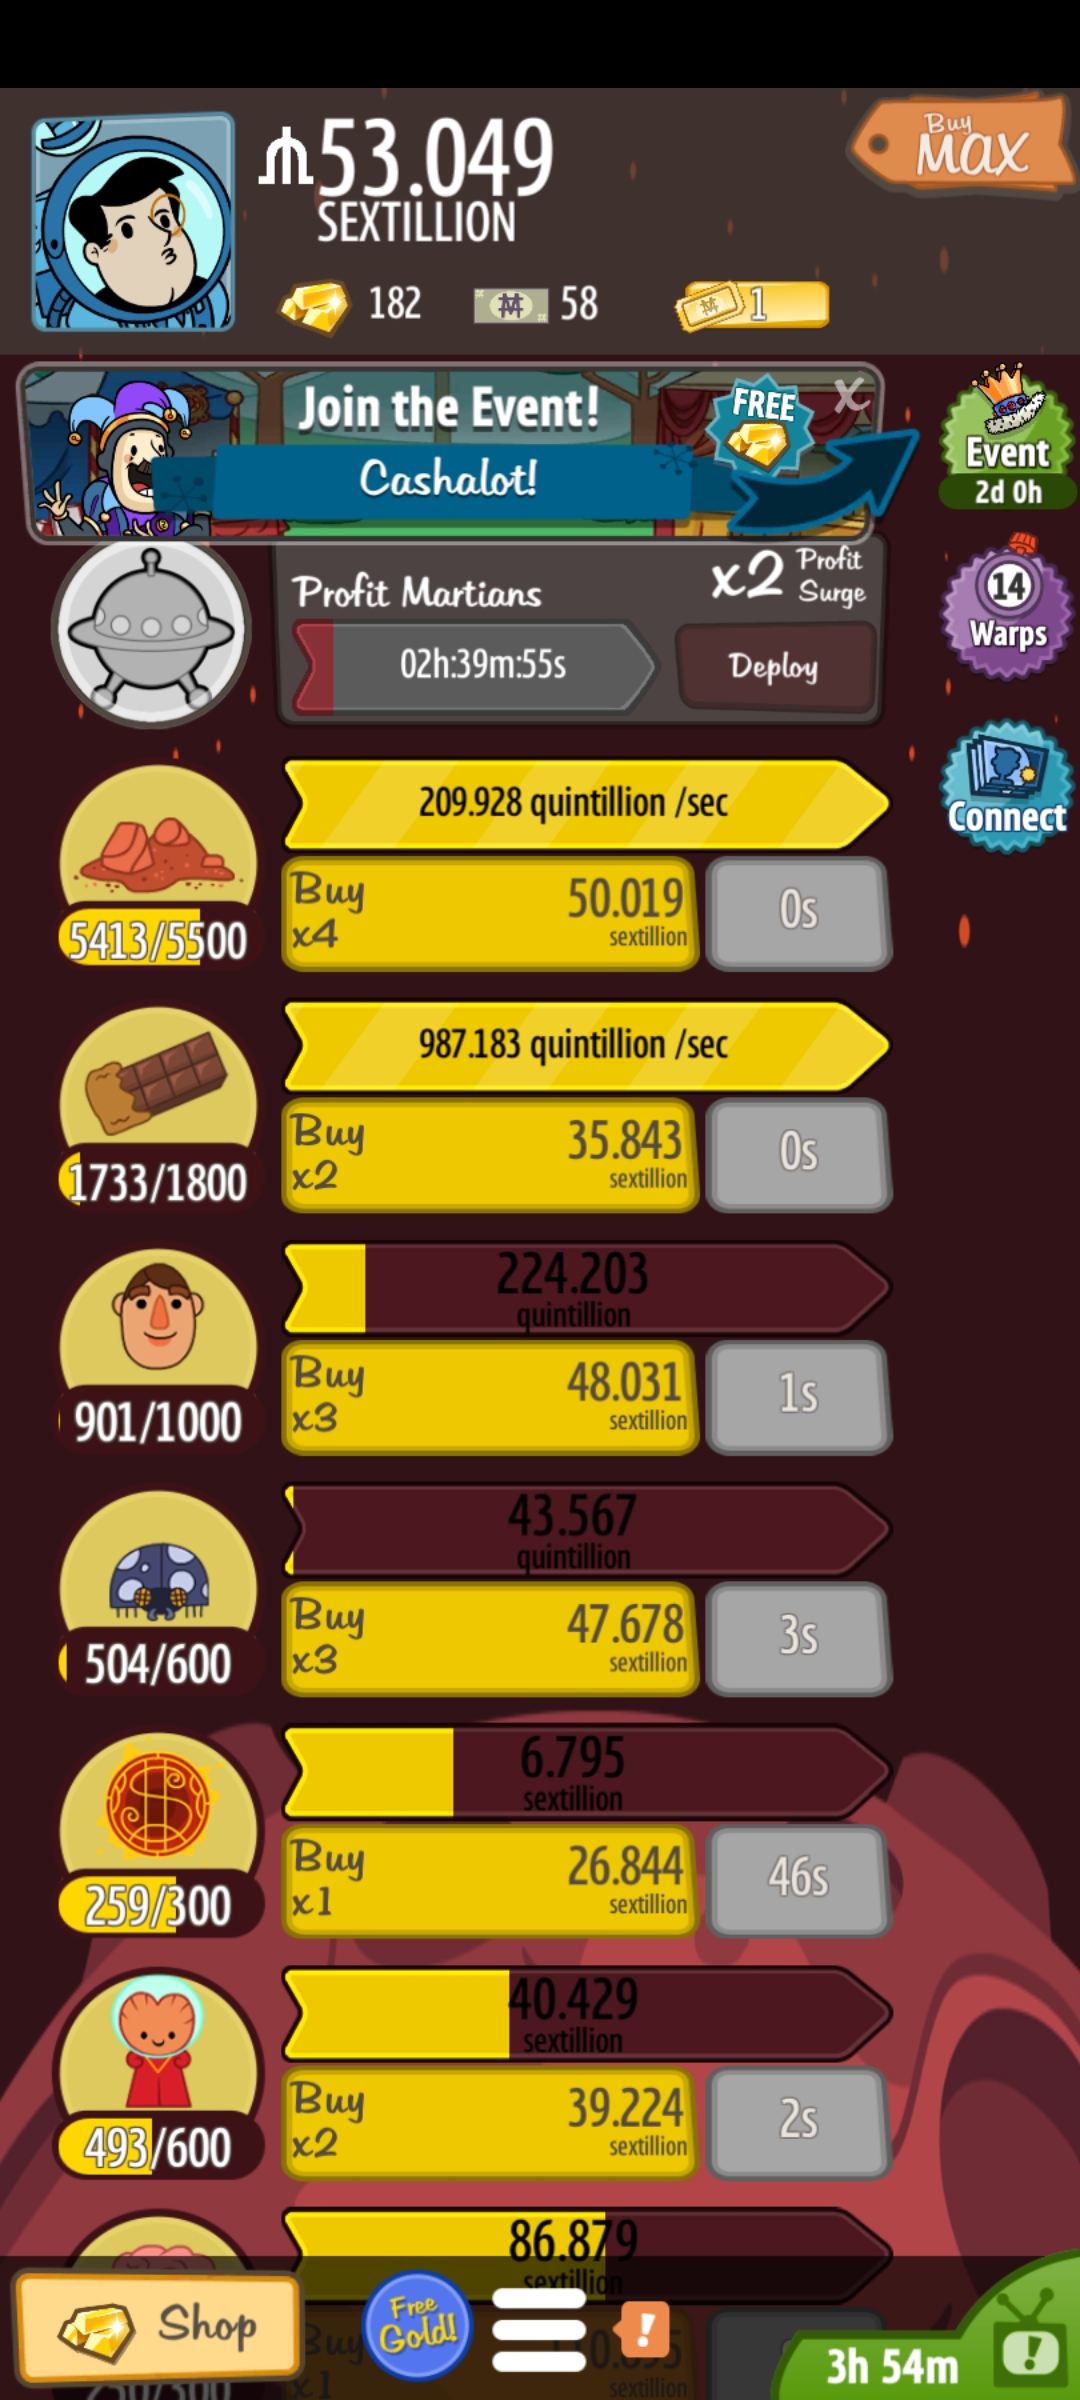 53.049
SEXTILLION
Buy
MAX
182
58
1
Join the Event!
Cashalot!
FREE
X
Event
2d 0h
Profit Martians
x2 Profit
Surge
02h:39m:55s
Deploy
14
Warps
Connect
209.928 quintillion /sec
5413/5500
Buy
x4
50.019
sextillion
0s
987.183 quintillion /sec
1733/1800
Buy
x2
35.843
sextillion
0s
224.203
quintillion
901/1000
Buy
x3
48.031
sextillion
1s
43.567
quintillion
504/600
Buy
x3
47.678
sextillion
3s
6.795
sextillion
259/300
Buy
x1
26.844
sextillion
46s
40.429
sextillion
493/600
Buy
x2
39.224
sextillion
2s
86.879
sextillion
Shop
Free
Gold!
!
Buy
x1
sextillion
3h 54m
!